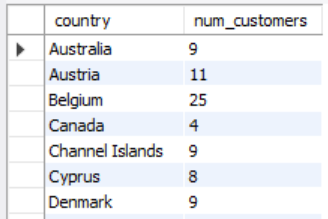 country num_customers
Australia 9
Austria 11
Belgium 25
Canada 4
Channel Islands 9
Cyprus 8
Denmark 9